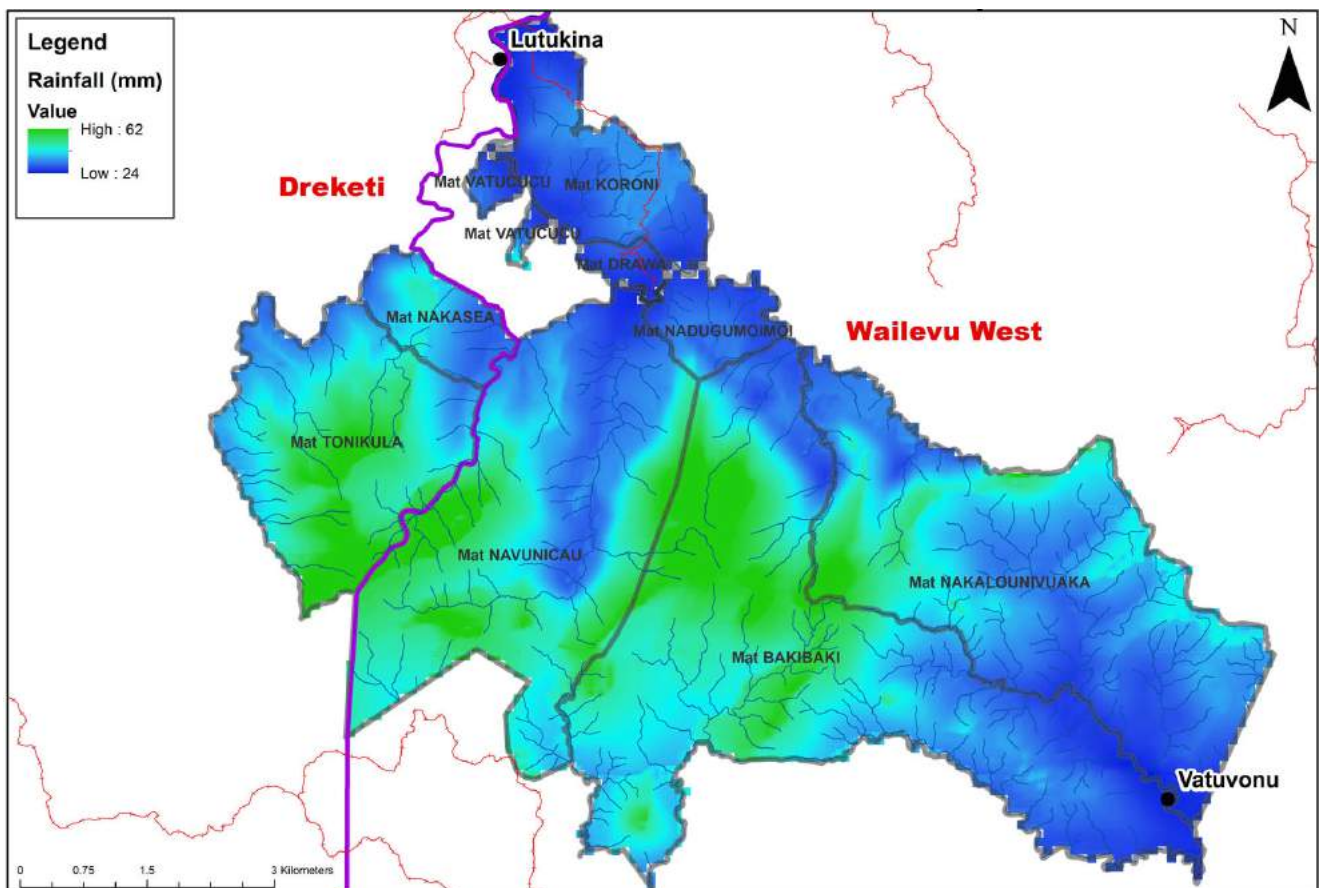 Legend
Rainfall (mm)
Value
High : 62
Low : 24
N
Lutukina
Dreketi
Mat VATUCUCU
Mat KORONI
Mat VATUCUCU
Mat DRAWA
Mat NAKASEA
Mat NADUGUMOIMOI
Wailevu West
Mat TONIKULA
Mat NAVUNICAU
Mat NAKALOUNIVUAKA
Mat BAKIBAKI
Vatuvonu
0 0.75 1.5 3 Kilometers